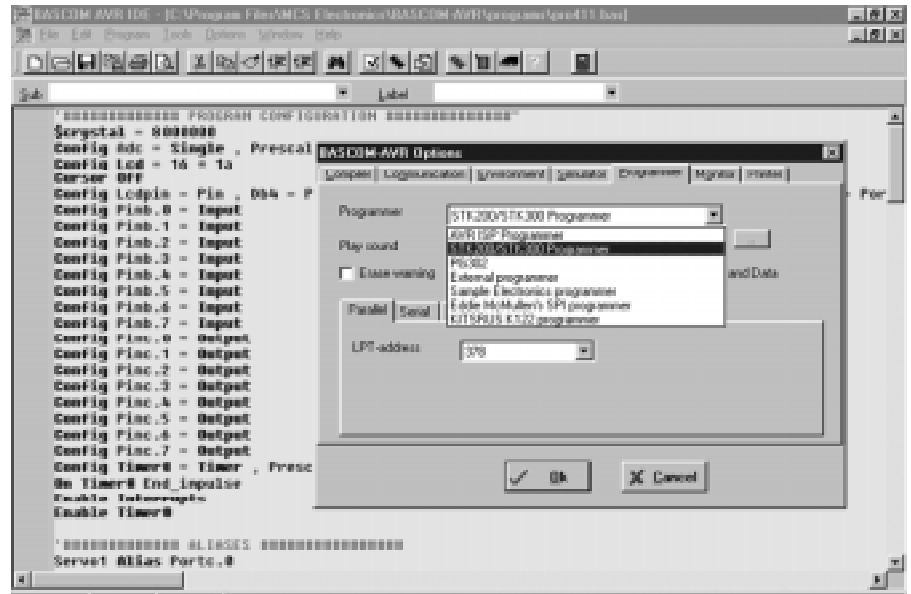 BASCOM-AVR IDE - [C:\Program Files\MCS Electronics\BASCOM-AVR\programs\pro411.bas]
File Edit Program Tools Options Window Help
Sub
Label
PROGRAM CONFIGURATION
$crystal = 8000000
Config Adc = Single , Prescal
Config Lcd = 16 * 1a
Cursor Off
Config Lcdpin = Pin , Db4 = P
= Por
Config Pinb.0 = Input
Config Pinb.1 = Input
Config Pinb.2 = Input
Config Pinb.3 = Input
Config Pinb.4 = Input
Config Pinb.5 = Input
Config Pinb.6 = Input
Config Pinb.7 = Input
Config Pinc.0 = Output
Config Pinc.1 = Output
Config Pinc.2 = Output
Config Pinc.3 = Output
Config Pinc.4 = Output
Config Pinc.5 = Output
Config Pinc.6 = Output
Config Pinc.7 = Output
Config Timer0 = Timer , Presc
On Timer0 End_impulse
Enable Interrupts
Enable Timer0
ALIASES
Servo1 Alias Portc.0
BASCOM-AVR Options
Compiler Communication Environment Simulator Programmer Monitor Printer
Programmer
STK200/STK300 Programmer
AVR ISP Programmer
STK200/STK300 Programmer
PG302
External programmer
Sample Electronics programmer
Eddie McMullen's SPI programmer
KITSRUS K122 programmer
Play sound
...
Erase warning
and Data
Parallel Serial
LPT-address
378
Ok
Cancel